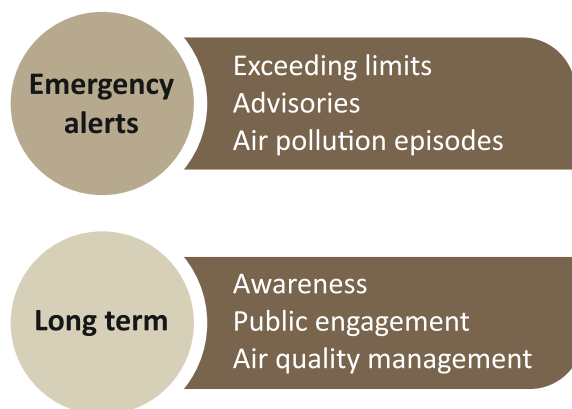 Emergency
alerts
Exceeding limits
Advisories
Air pollution episodes
Long term
Awareness
Public engagement
Air quality management